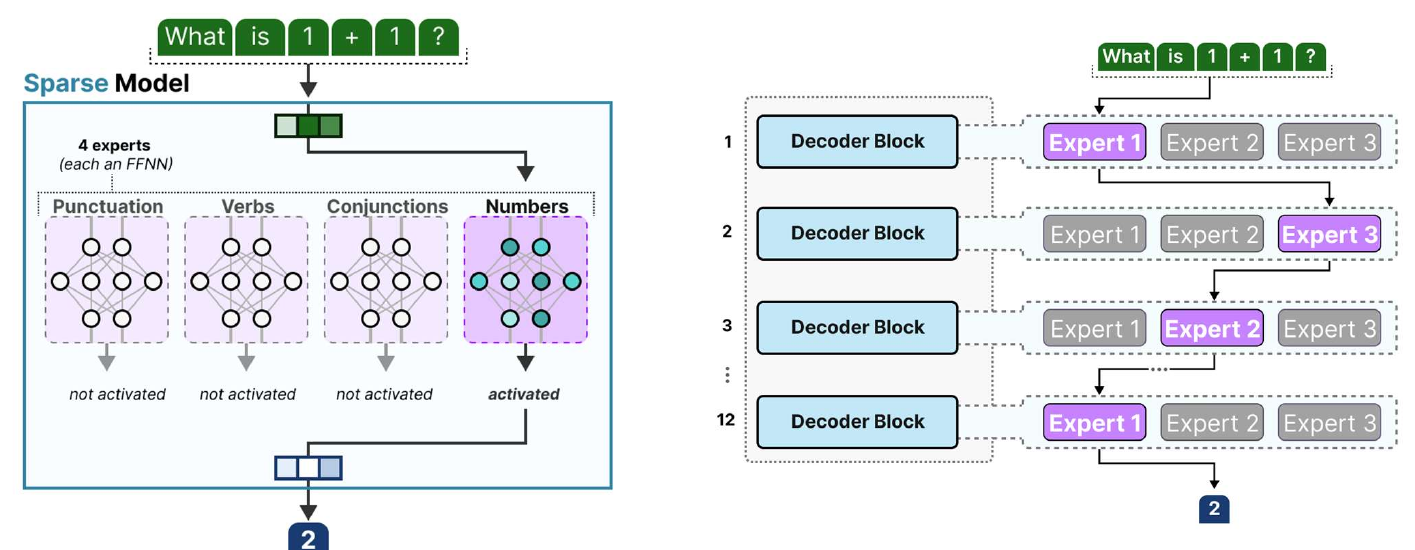 What is 1 + 1 ?
Sparse Model
4 experts
(each an FFNN)
Punctuation Verbs Conjunctions Numbers
not activated not activated not activated activated
2
What is 1 + 1 ?
1 Decoder Block Expert 1 Expert 2 Expert 3
2 Decoder Block Expert 1 Expert 2 Expert 3
3 Decoder Block Expert 1 Expert 2 Expert 3
12 Decoder Block Expert 1 Expert 2 Expert 3
2